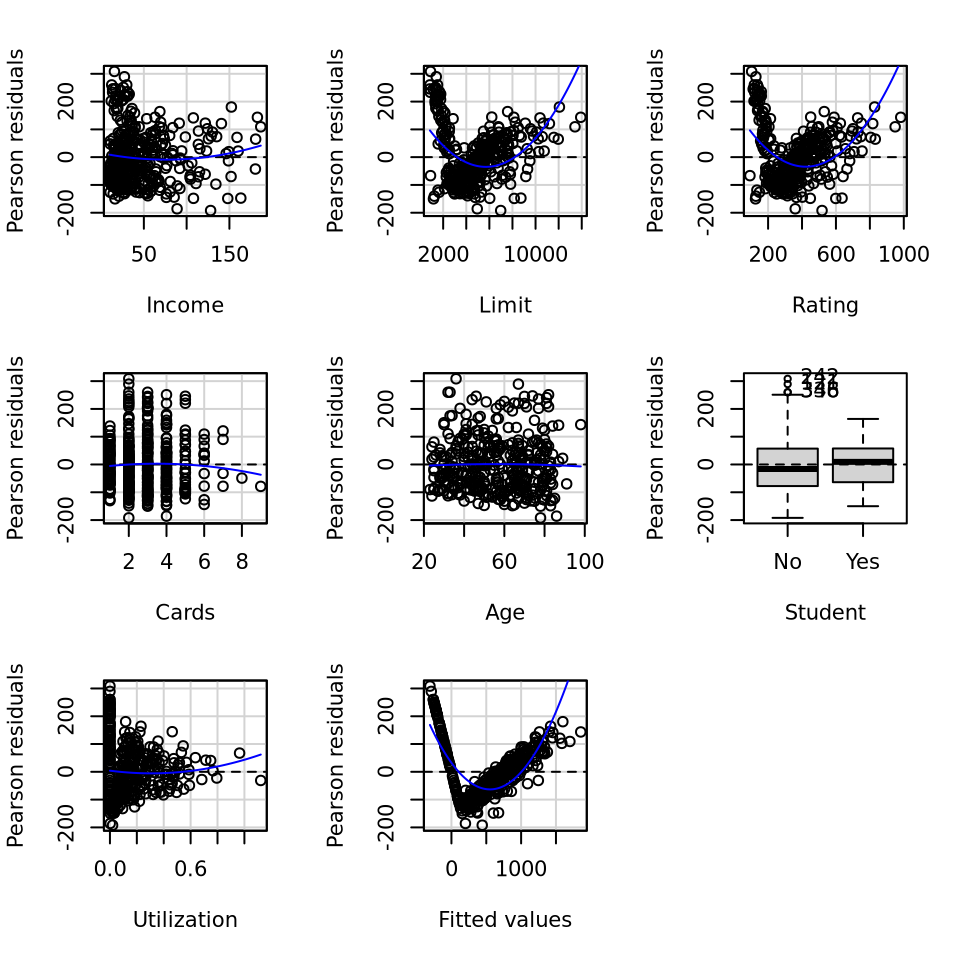 Pearson residuals
-200 0 200
50 150
Income
Pearson residuals
-200 0 200
2000 10000
Limit
Pearson residuals
-200 0 200
200 600 1000
Rating
Pearson residuals
-200 0 200
2 4 6 8
Cards
Pearson residuals
-200 0 200
20 60 100
Age
Pearson residuals
-200 0 200
242
No Yes
Student
Pearson residuals
-200 0 200
0.0 0.6
Utilization
Pearson residuals
-200 0 200
0 1000
Fitted values